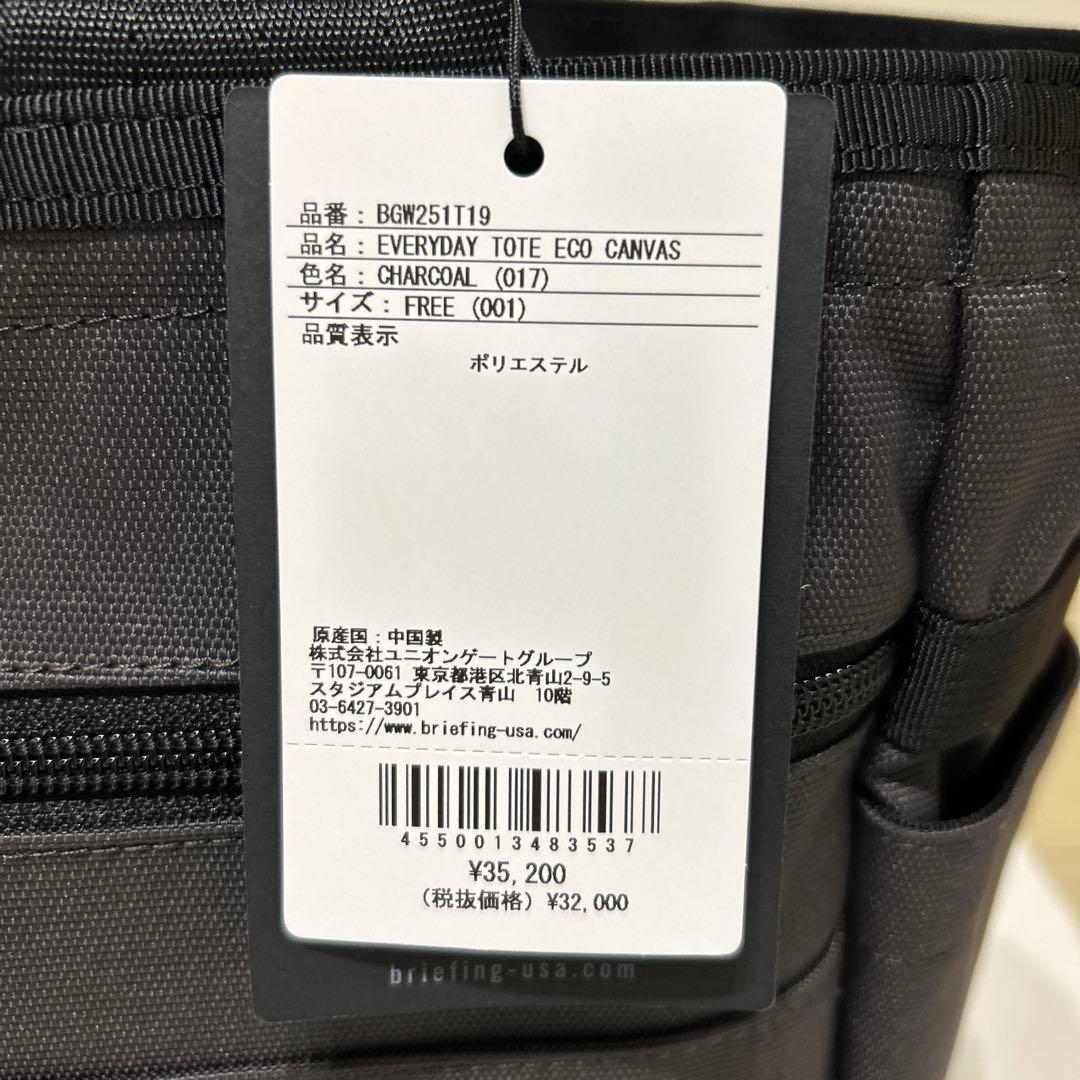 品番: BGW251T19
品名: EVERYDAY TOTE ECO CANVAS
色名: CHARCOAL (017)
サイズ: FREE (001)
品質表示
ポリエステル
原産国:中国製
株式会社ユニオンゲートグループ
〒107-0061 東京都港区北青山2-9-5
スタジアムプレイス青山 10階
03-6427-3901
https://www.briefing-usa.com/
4550013483537
¥35,200
(税抜価格) ¥32,000
briefing-usa.com